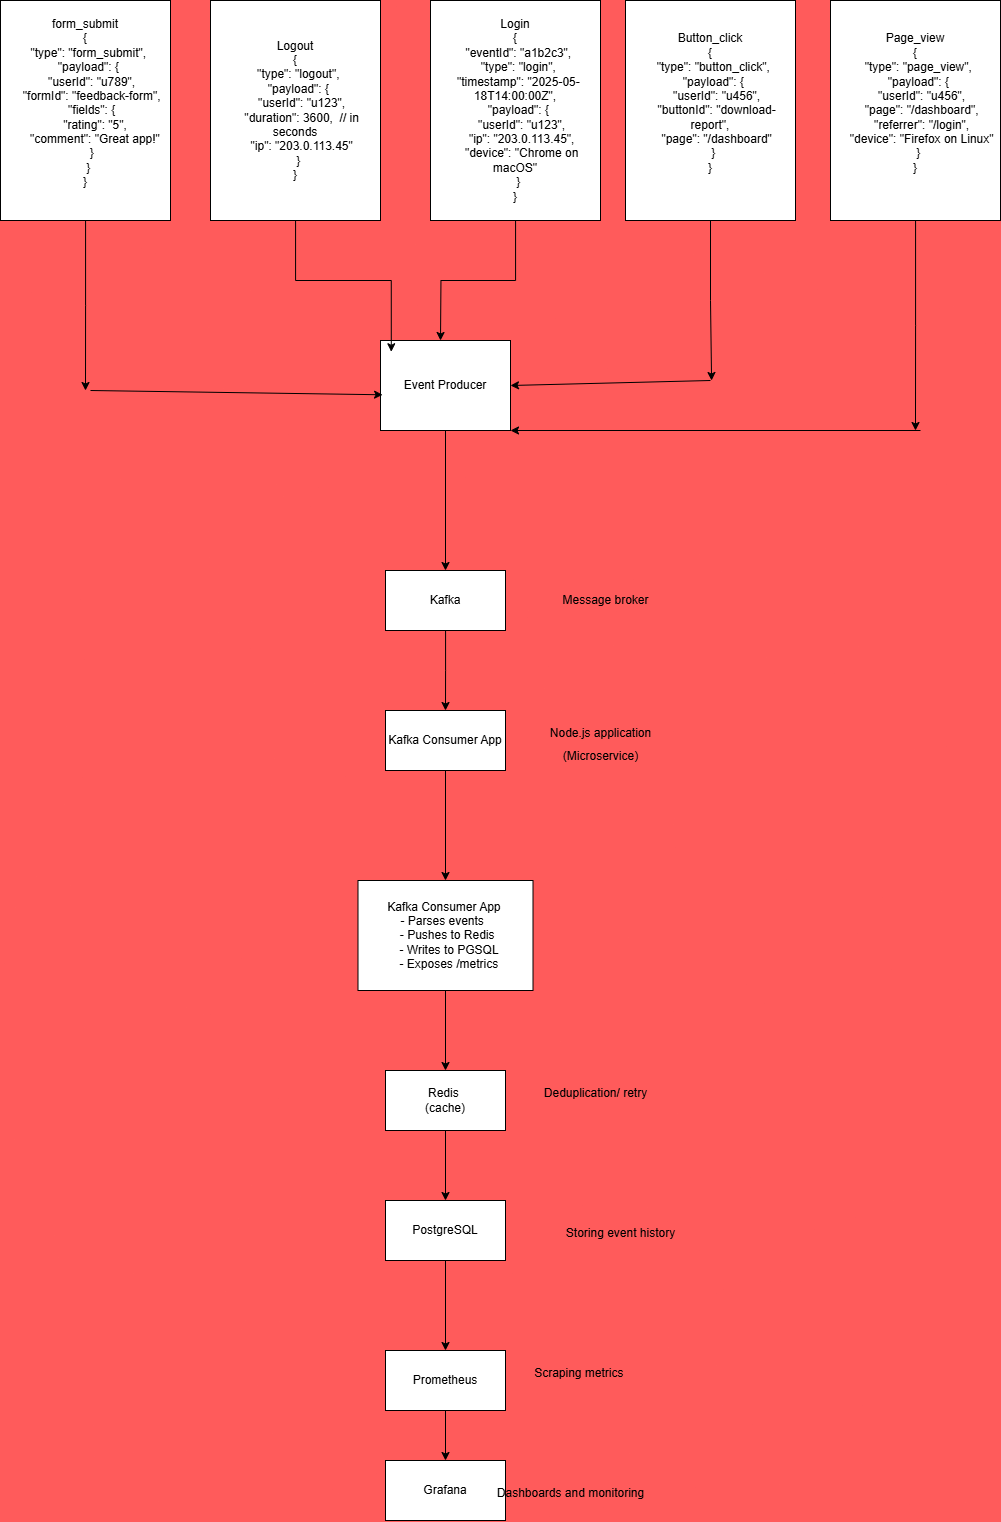 form_submit
{
"type": "form_submit",
"payload": {
"userId": "u789",
"formId": "feedback-form",
"fields": {
"rating": "5",
"comment": "Great app!"
}
}
}
Logout
{
"type": "logout",
"payload": {
"userId": "u123",
"duration": 3600,  // in
seconds
"ip": "203.0.113.45"
}
}
Login
{
"eventId": "a1b2c3",
"type": "login",
"timestamp": "2025-05-
18T14:00:00Z",
"payload": {
"userId": "u123",
"ip": "203.0.113.45",
"device": "Chrome on
macOS"
}
}
Button_click
{
"type": "button_click",
"payload": {
"userId": "u456",
"buttonId": "download-
report",
"page": "/dashboard"
}
}
Page_view
{
"type": "page_view",
"payload": {
"userId": "u456",
"page": "/dashboard",
"referrer": "/login",
"device": "Firefox on Linux"
}
}
Event Producer
Kafka
Message broker
Kafka Consumer App
Node.js application
(Microservice)
Kafka Consumer App
- Parses events
- Pushes to Redis
- Writes to PGSQL
- Exposes /metrics
Redis
(cache)
Deduplication/ retry
PostgreSQL
Storing event history
Prometheus
Scraping metrics
Grafana
Dashboards and monitoring